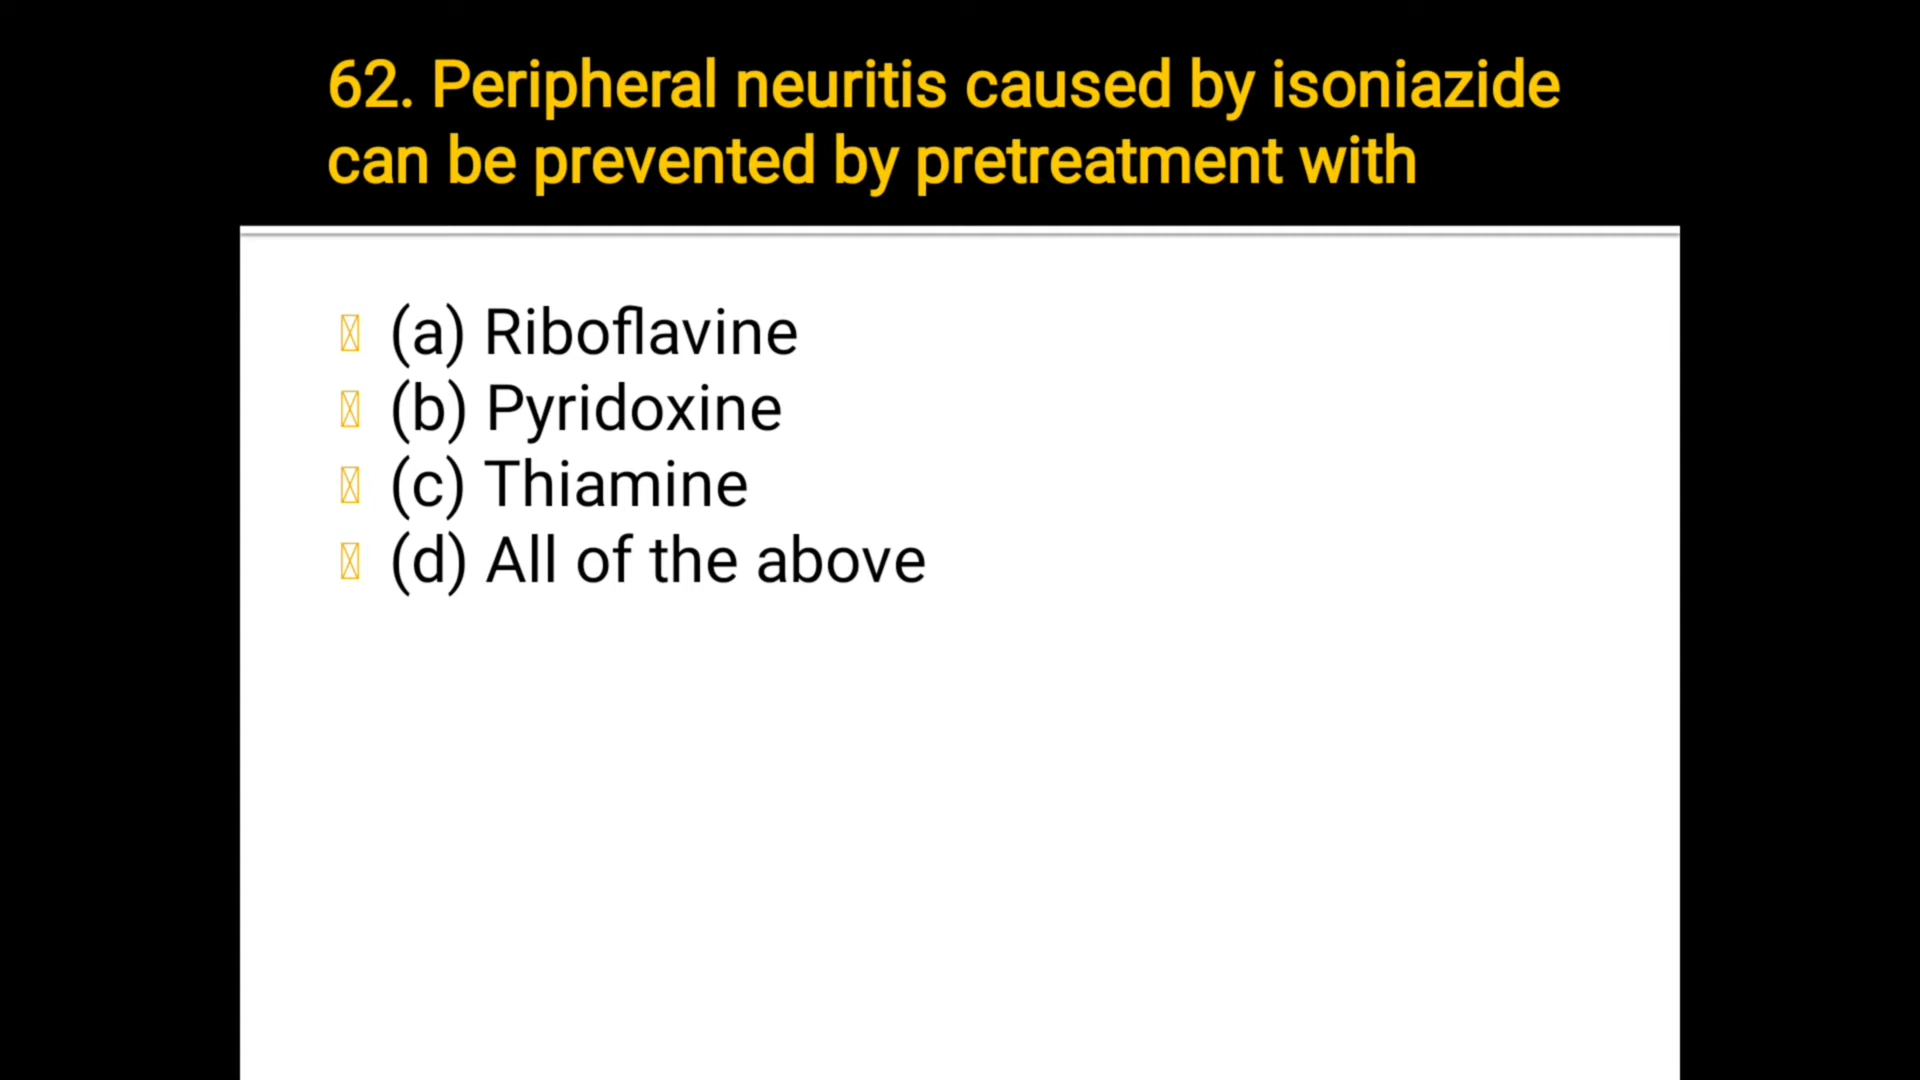 62. Peripheral neuritis caused by isoniazide
can be prevented by pretreatment with
(a) Riboflavine
(b) Pyridoxine
(c) Thiamine
(d) All of the above